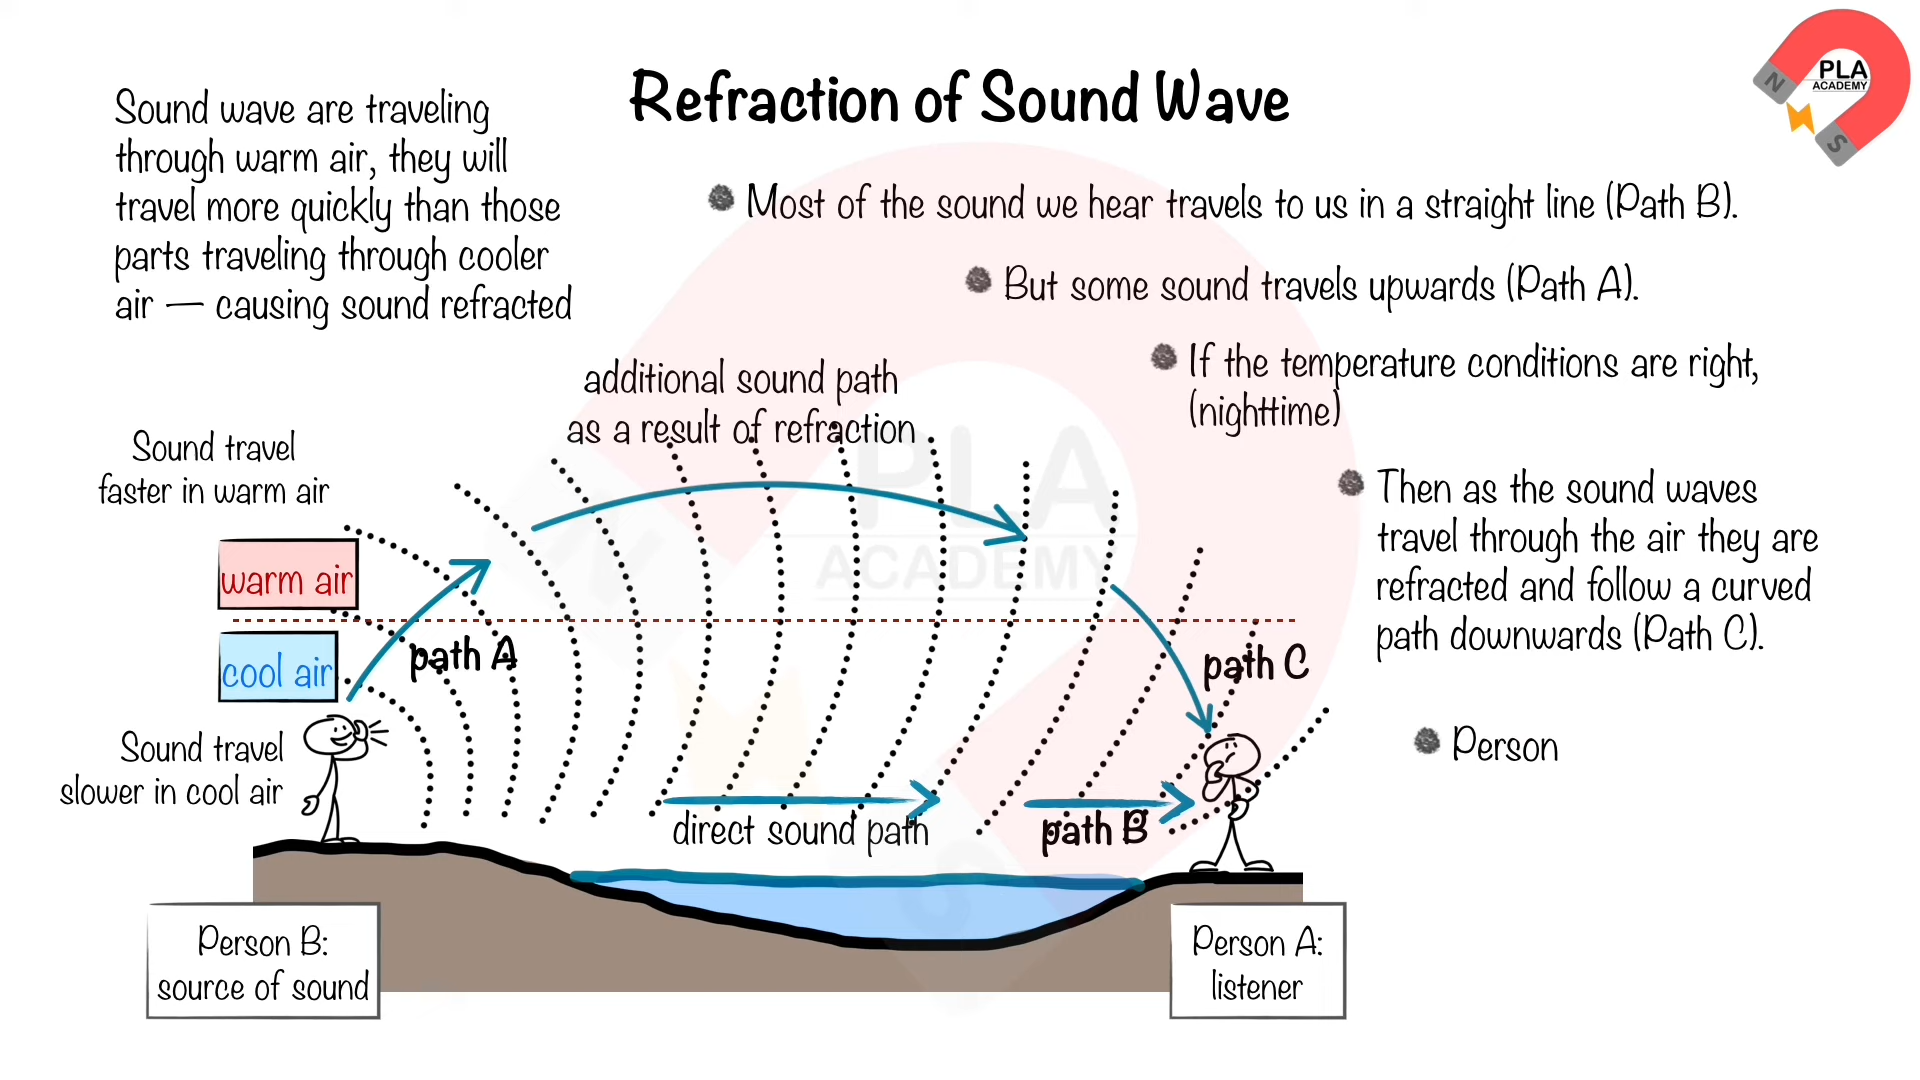 Refraction of Sound Wave
PLA
ACADEMY
N
S
Sound wave are traveling
through warm air, they will
travel more quickly than those
parts traveling through cooler
air — causing sound refracted
Most of the sound we hear travels to us in a straight line (Path B).
But some sound travels upwards (Path A).
If the temperature conditions are right,
(nighttime)
Then as the sound waves
travel through the air they are
refracted and follow a curved
path downwards (Path C).
Person
additional sound path
as a result of refraction
Sound travel
faster in warm air
warm air
cool air
Sound travel
slower in cool air
path A
path C
direct sound path
path B
Person B:
source of sound
Person A:
listener
PLA
ACADEMY
N
S